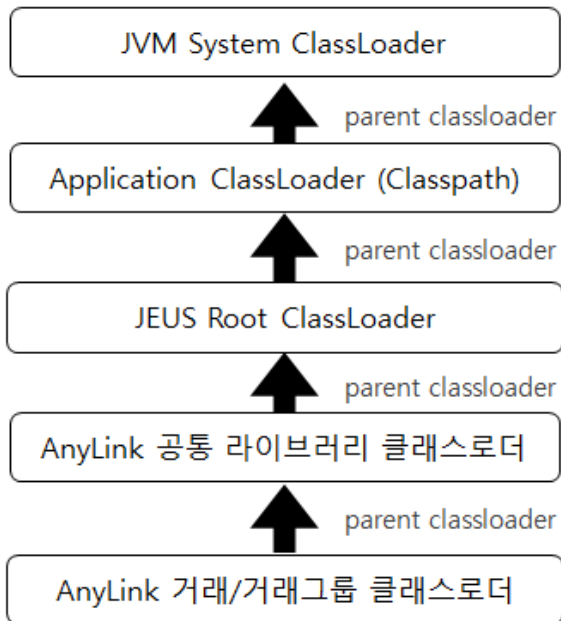 JVM System ClassLoader
parent classloader
Application ClassLoader (Classpath)
parent classloader
JEUS Root ClassLoader
parent classloader
AnyLink 공통 라이브러리 클래스로더
parent classloader
AnyLink 거래/거래그룹 클래스로더